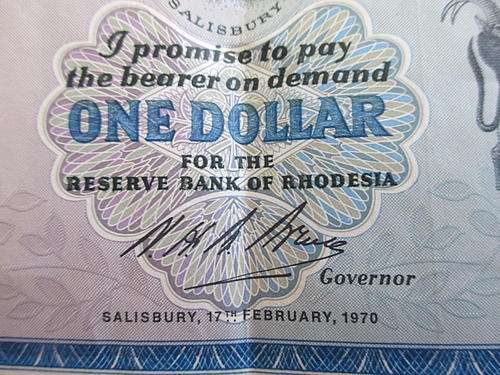 SALISBURY
I promise to pay
the bearer on demand
ONE DOLLAR
FOR THE
RESERVE BANK OF RHODESIA
Governor
SALISBURY, 17TH FEBRUARY, 1970